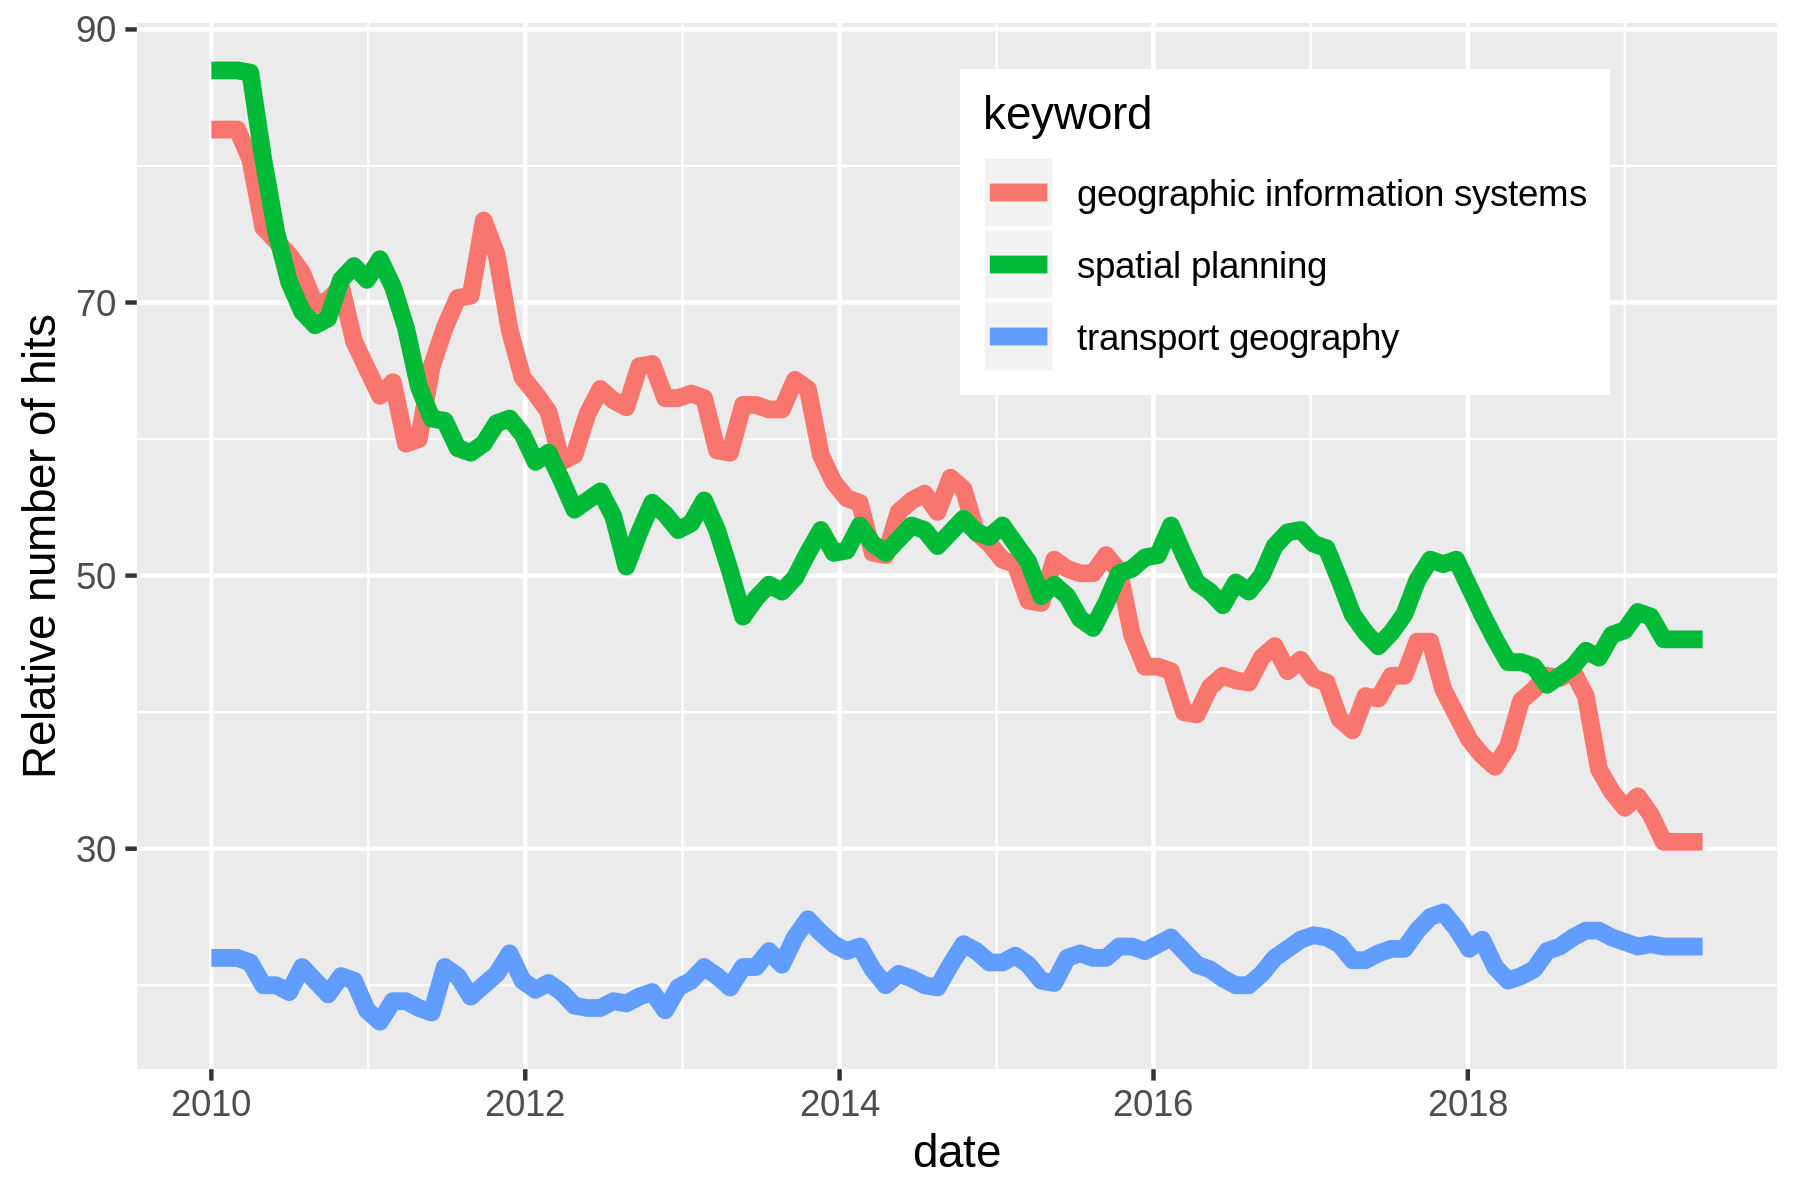 90
70
50
30
Relative number of hits
keyword
geographic information systems
spatial planning
transport geography
2010 2012 2014 2016 2018
date